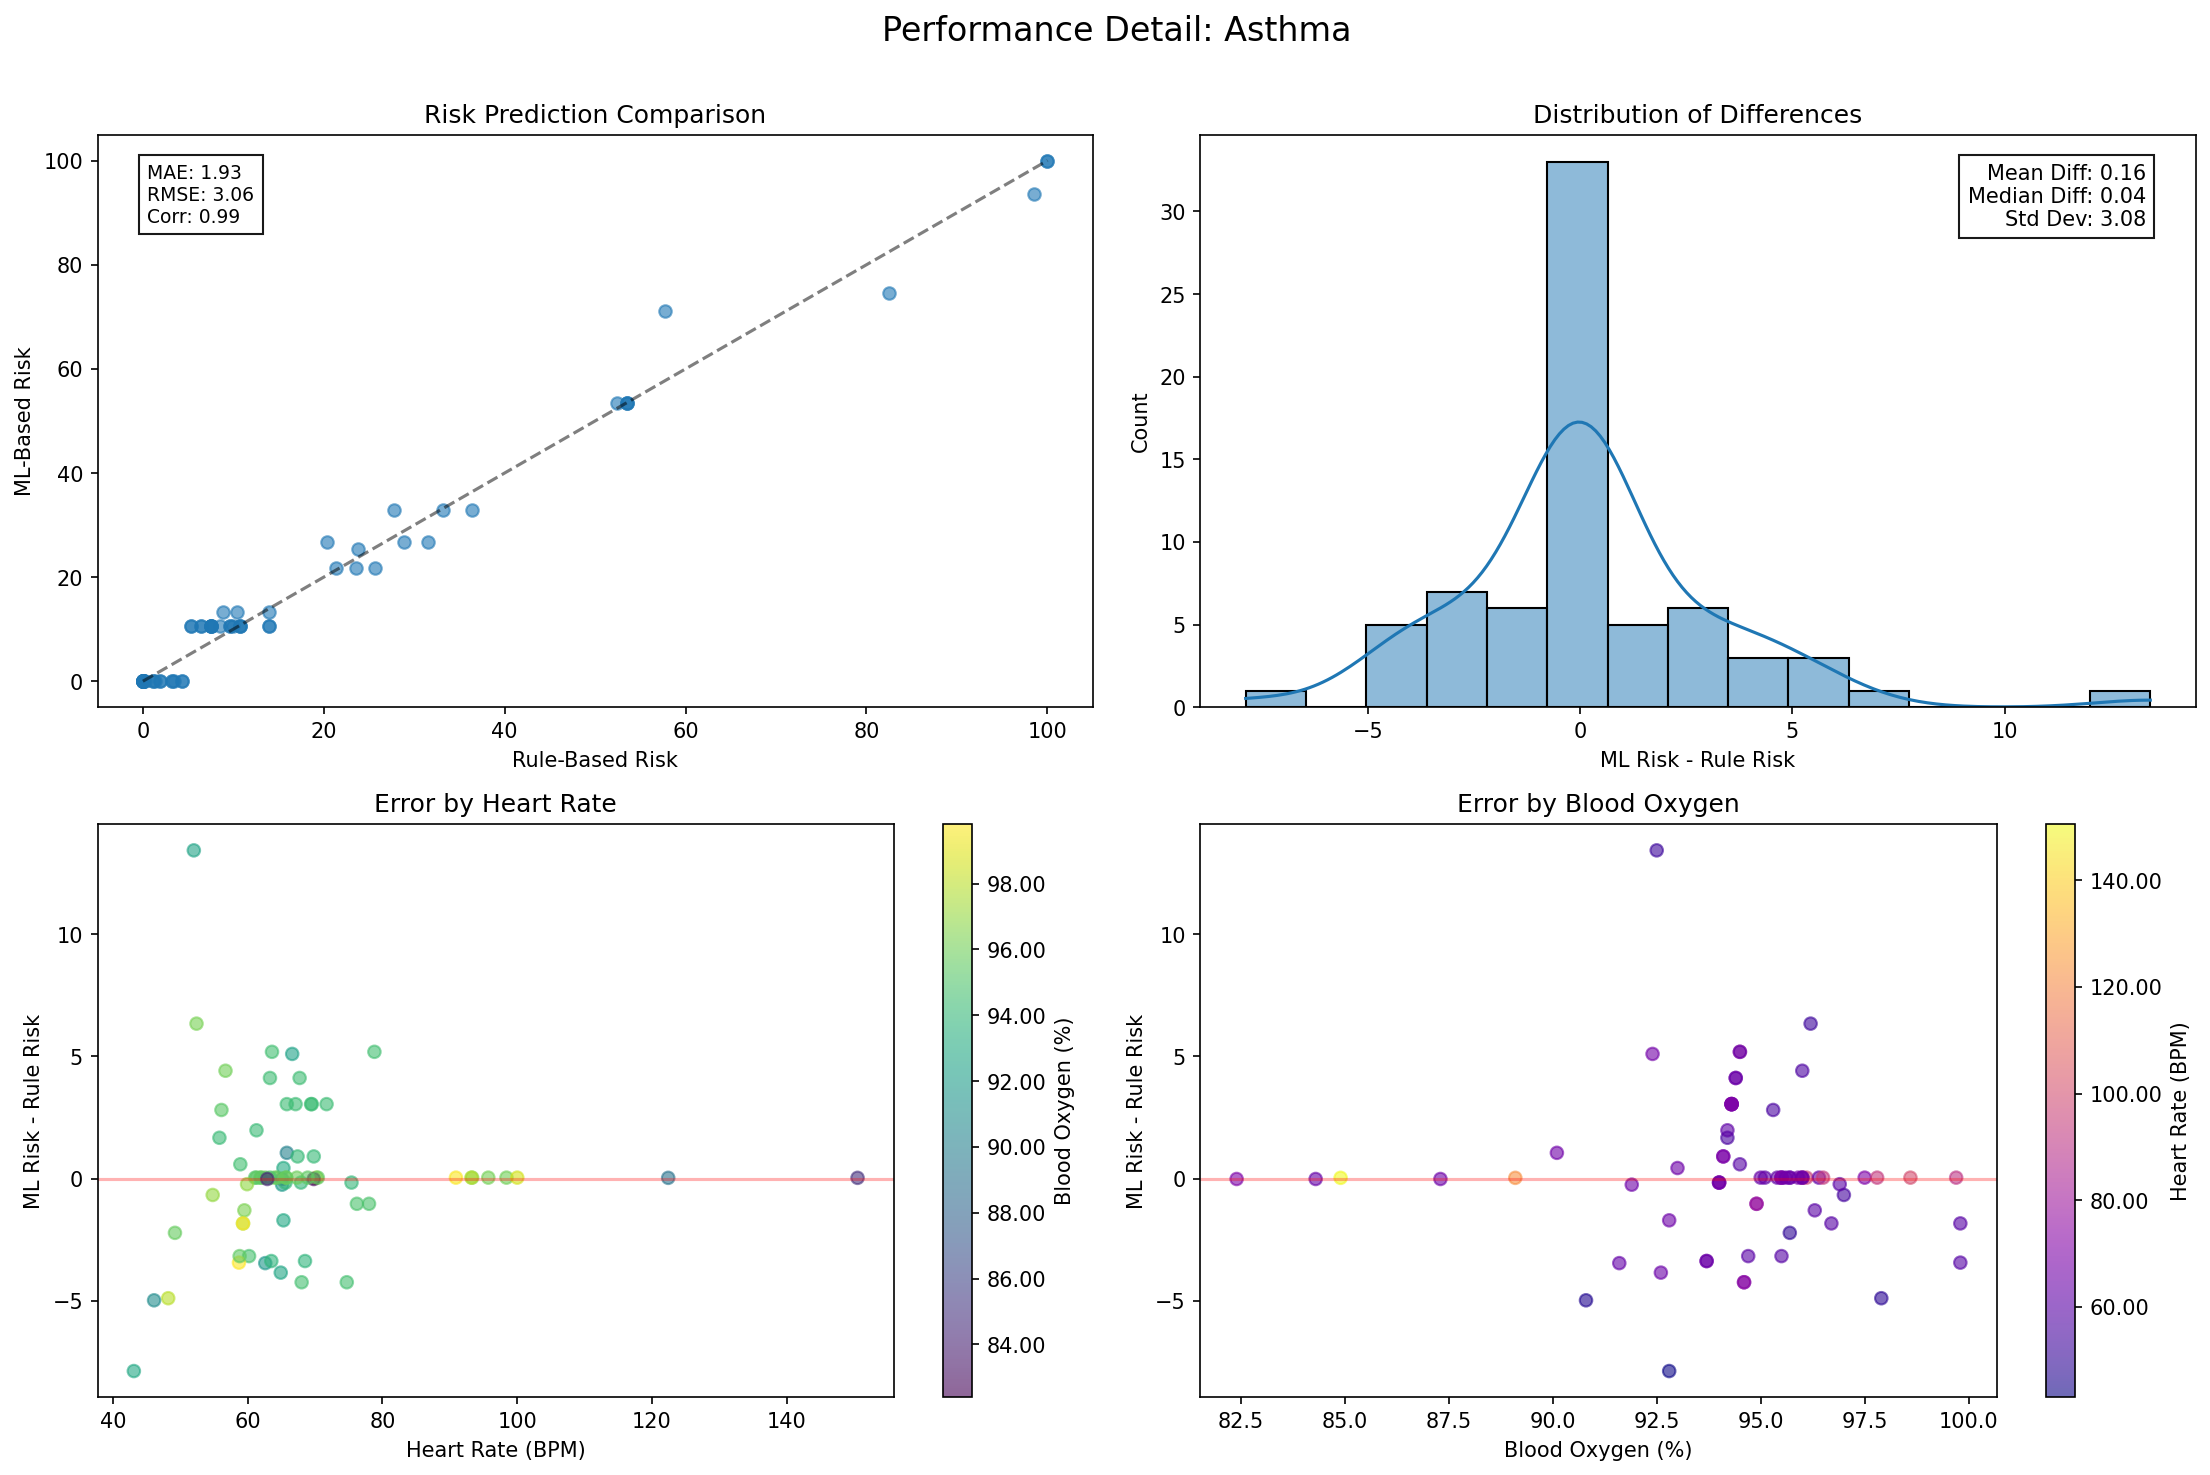 Performance Detail: Asthma
Risk Prediction Comparison
MAE: 1.93
RMSE: 3.06
Corr: 0.99
100
80
60
40
20
0
ML-Based Risk
0 20 40 60 80 100
Rule-Based Risk
Distribution of Differences
Mean Diff: 0.16
Median Diff: 0.04
Std Dev: 3.08
30
25
20
15
10
5
0
Count
−5 0 5 10
ML Risk - Rule Risk
Error by Heart Rate
10
5
0
−5
ML Risk - Rule Risk
40 60 80 100 120 140
Heart Rate (BPM)
98.00
96.00
94.00
92.00
90.00
88.00
86.00
84.00
Blood Oxygen (%)
Error by Blood Oxygen
10
5
0
−5
ML Risk - Rule Risk
82.5 85.0 87.5 90.0 92.5 95.0 97.5 100.0
Blood Oxygen (%)
140.00
120.00
100.00
80.00
60.00
Heart Rate (BPM)